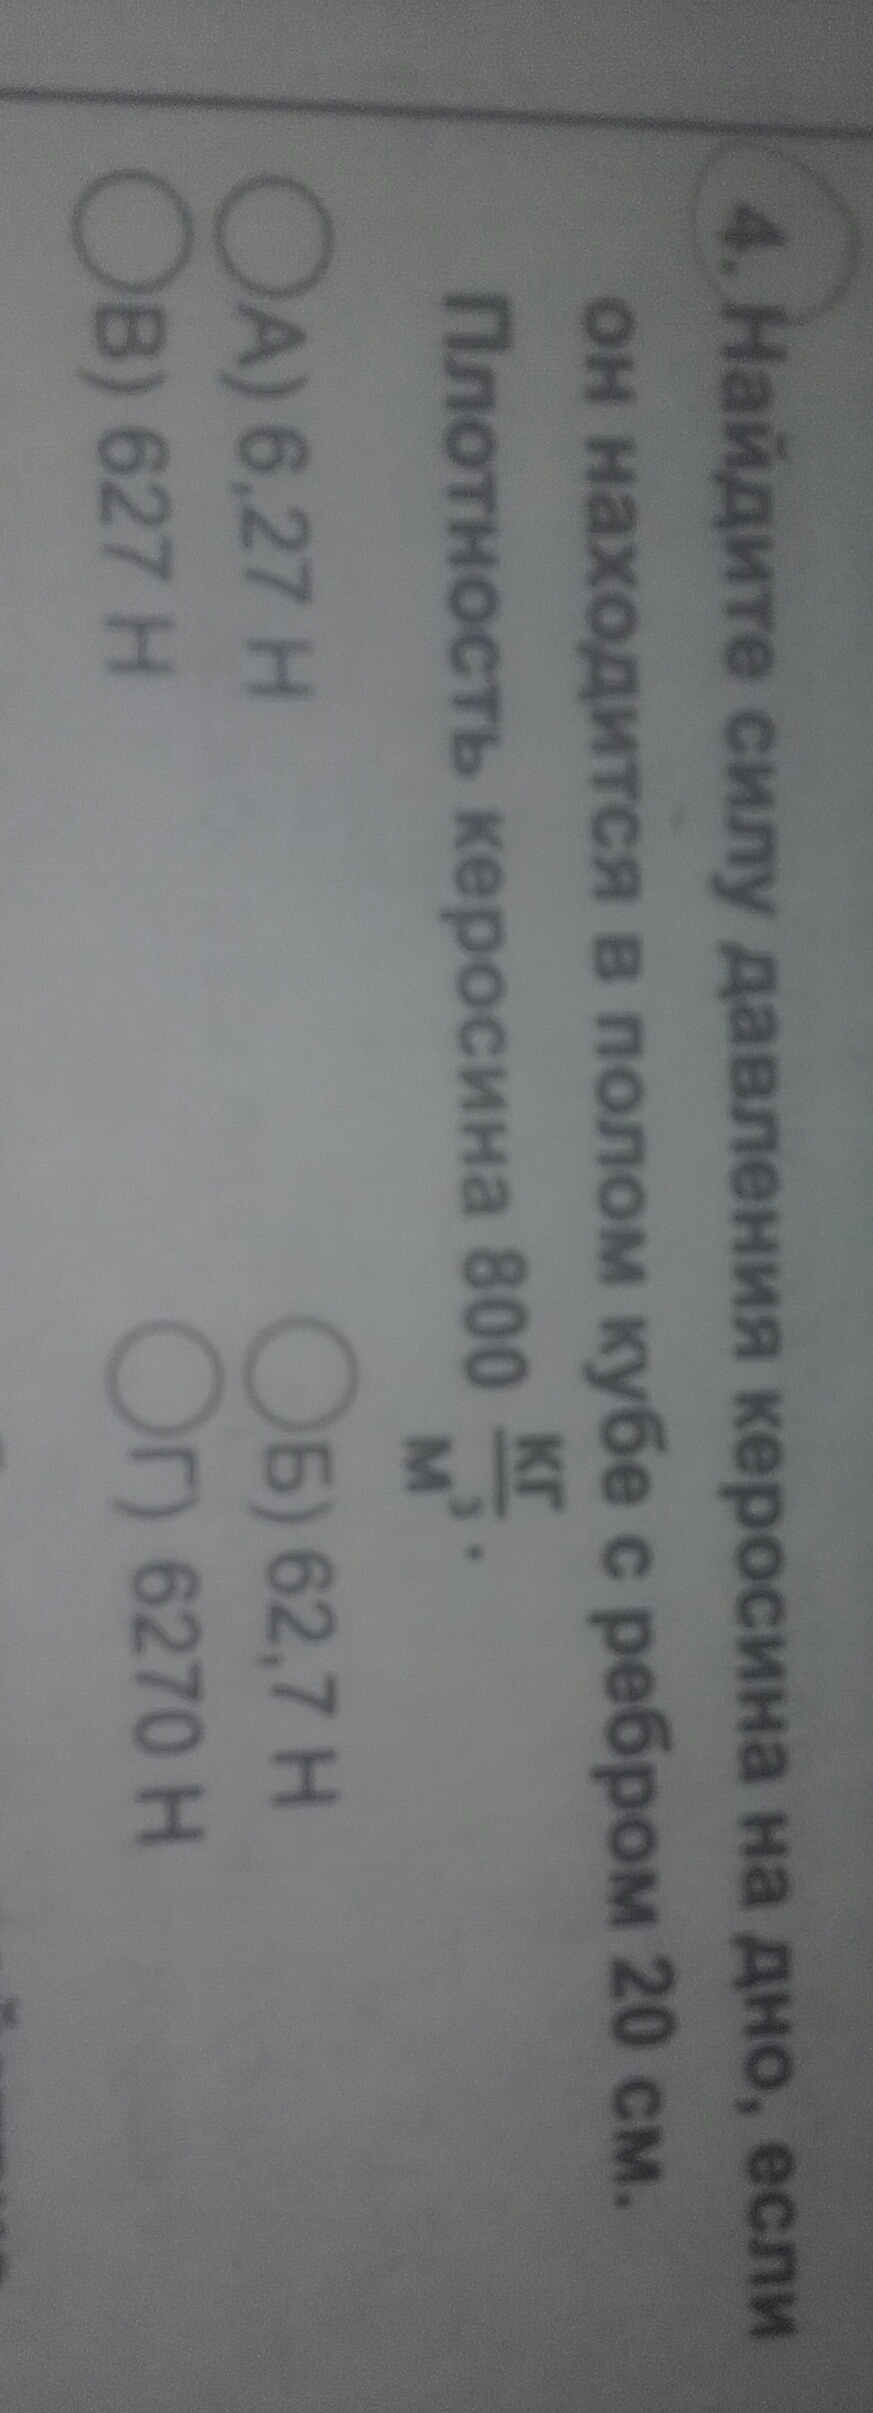 4. Найдите силу давления керосина на дно, если
он находится в полом кубе с ребром 20 см.
Плотность керосина 800 кг/м³.
А) 6,27 Н
Б) 62,7 Н
В) 627 Н
Г) 6270 Н